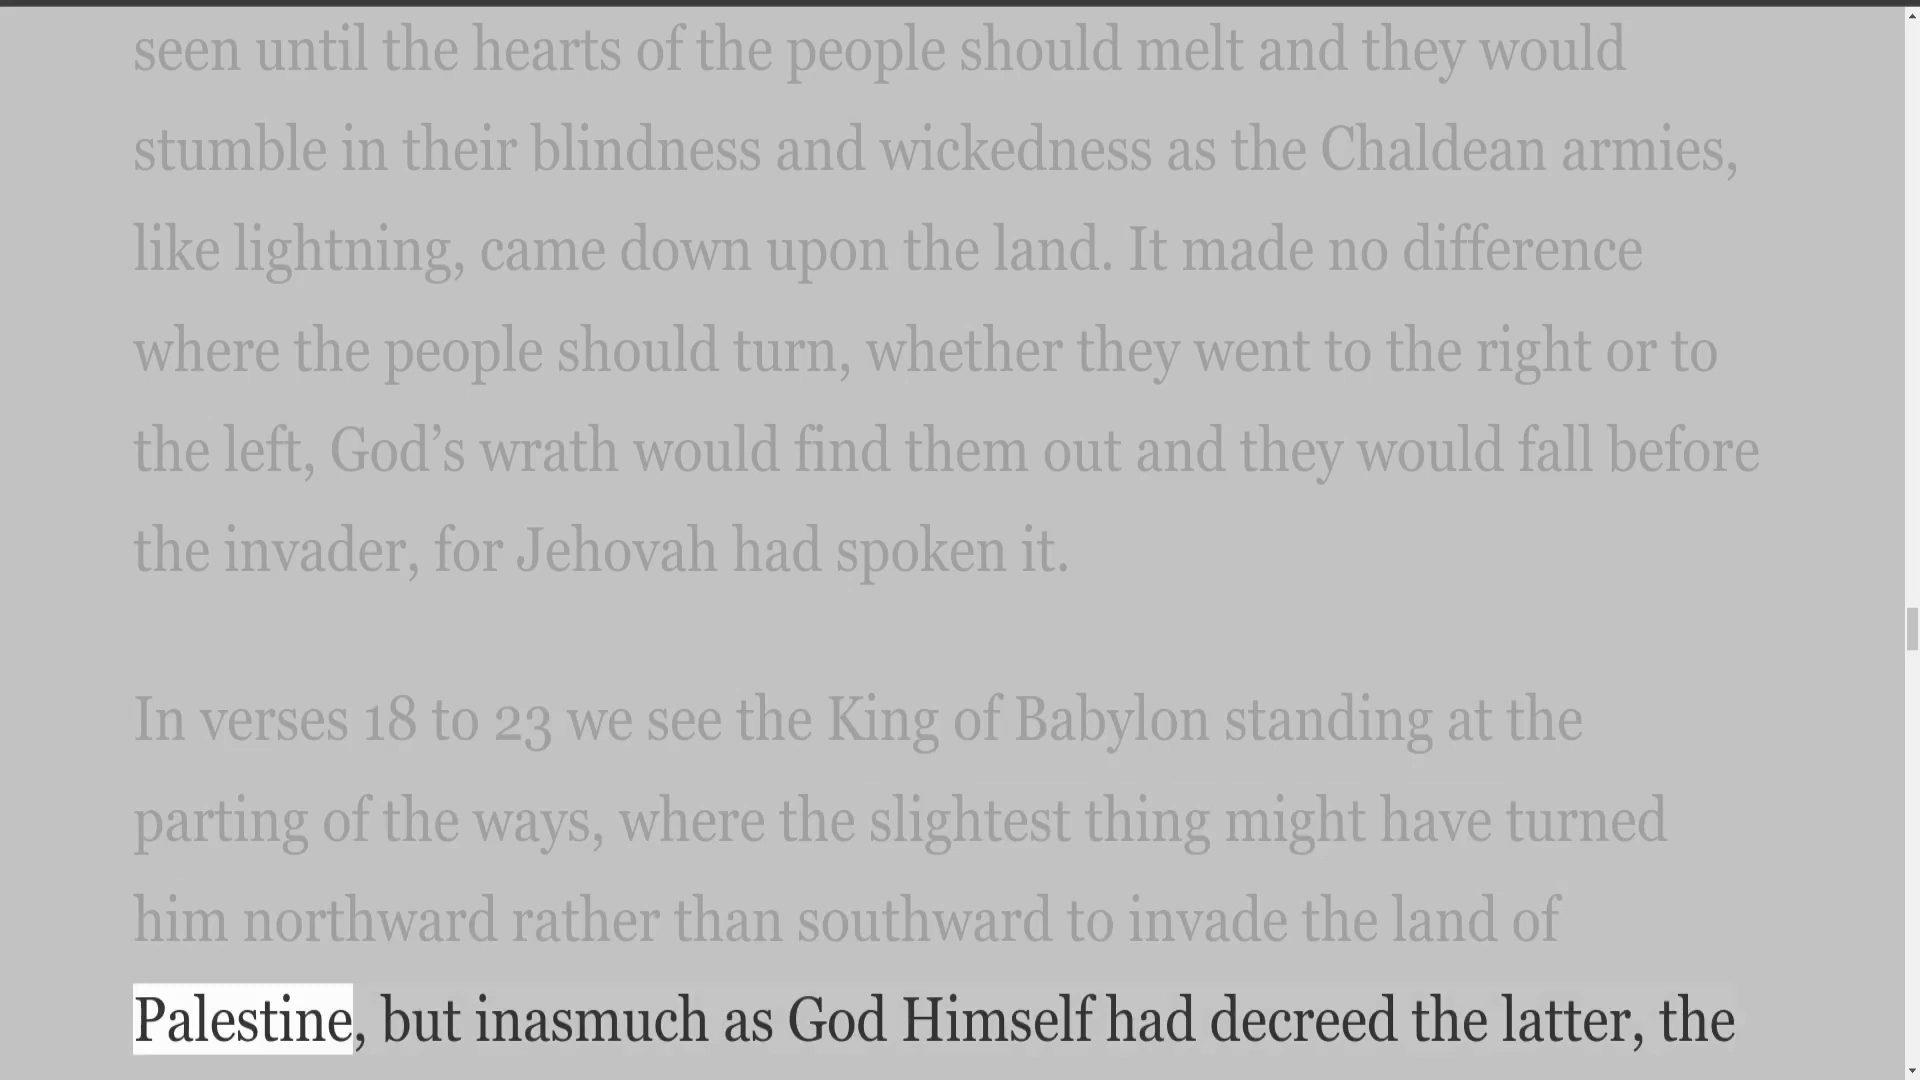 seen until the hearts of the people should melt and they would
stumble in their blindness and wickedness as the Chaldean armies,
like lightning, came down upon the land. It made no difference
where the people should turn, whether they went to the right or to
the left, God’s wrath would find them out and they would fall before
the invader, for Jehovah had spoken it.
In verses 18 to 23 we see the King of Babylon standing at the
parting of the ways, where the slightest thing might have turned
him northward rather than southward to invade the land of
Palestine, but inasmuch as God Himself had decreed the latter, the